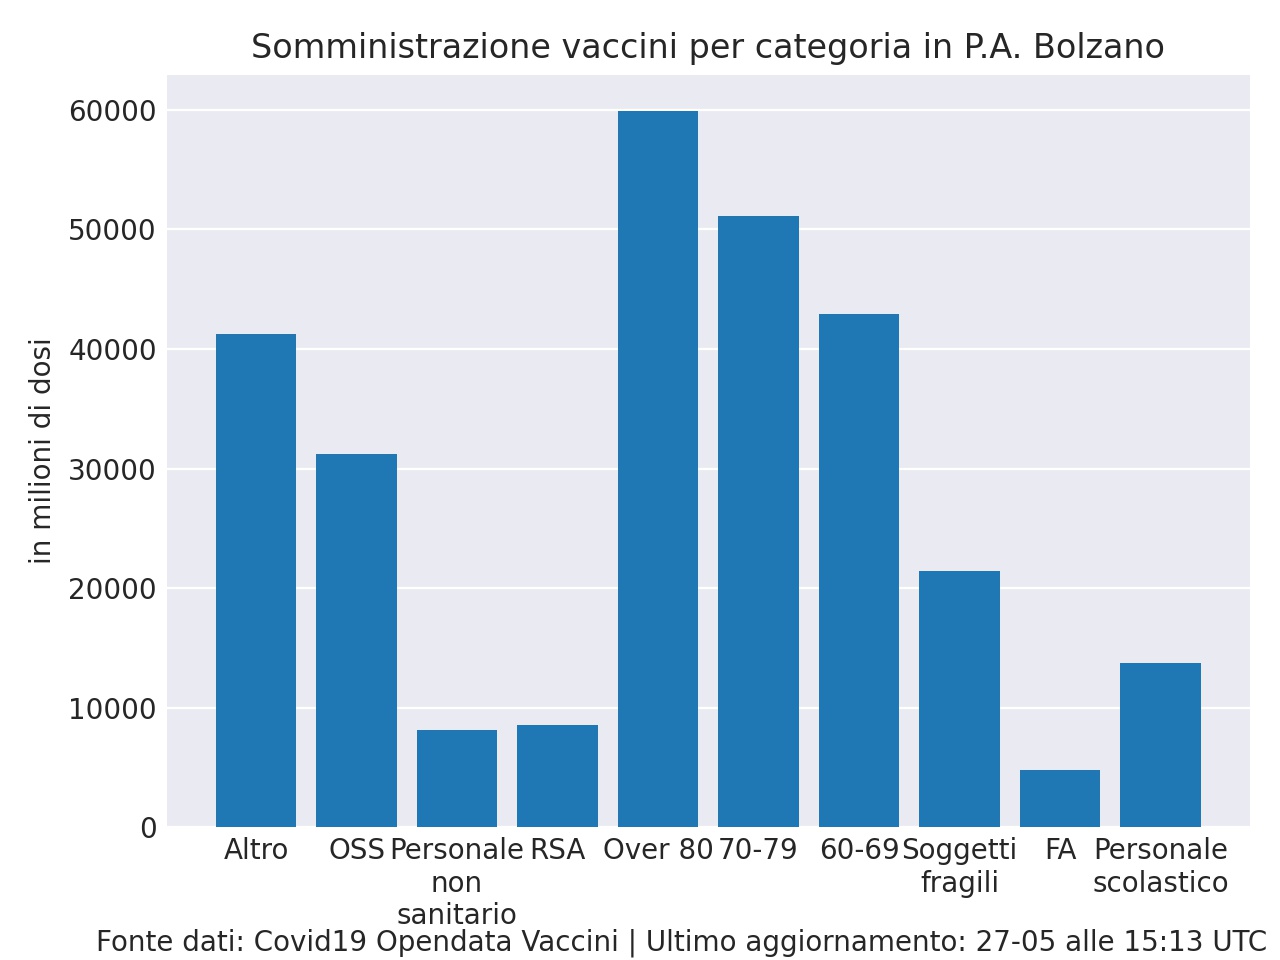 Somministrazione vaccini per categoria in P.A. Bolzano
in milioni di dosi
60000
50000
40000
30000
20000
10000
0
Altro
OSS
Personale
non
sanitario
RSA
Over 80
70-79
60-69
Soggetti
fragili
FA
Personale
scolastico
Fonte dati: Covid19 Opendata Vaccini | Ultimo aggiornamento: 27-05 alle 15:13 UTC